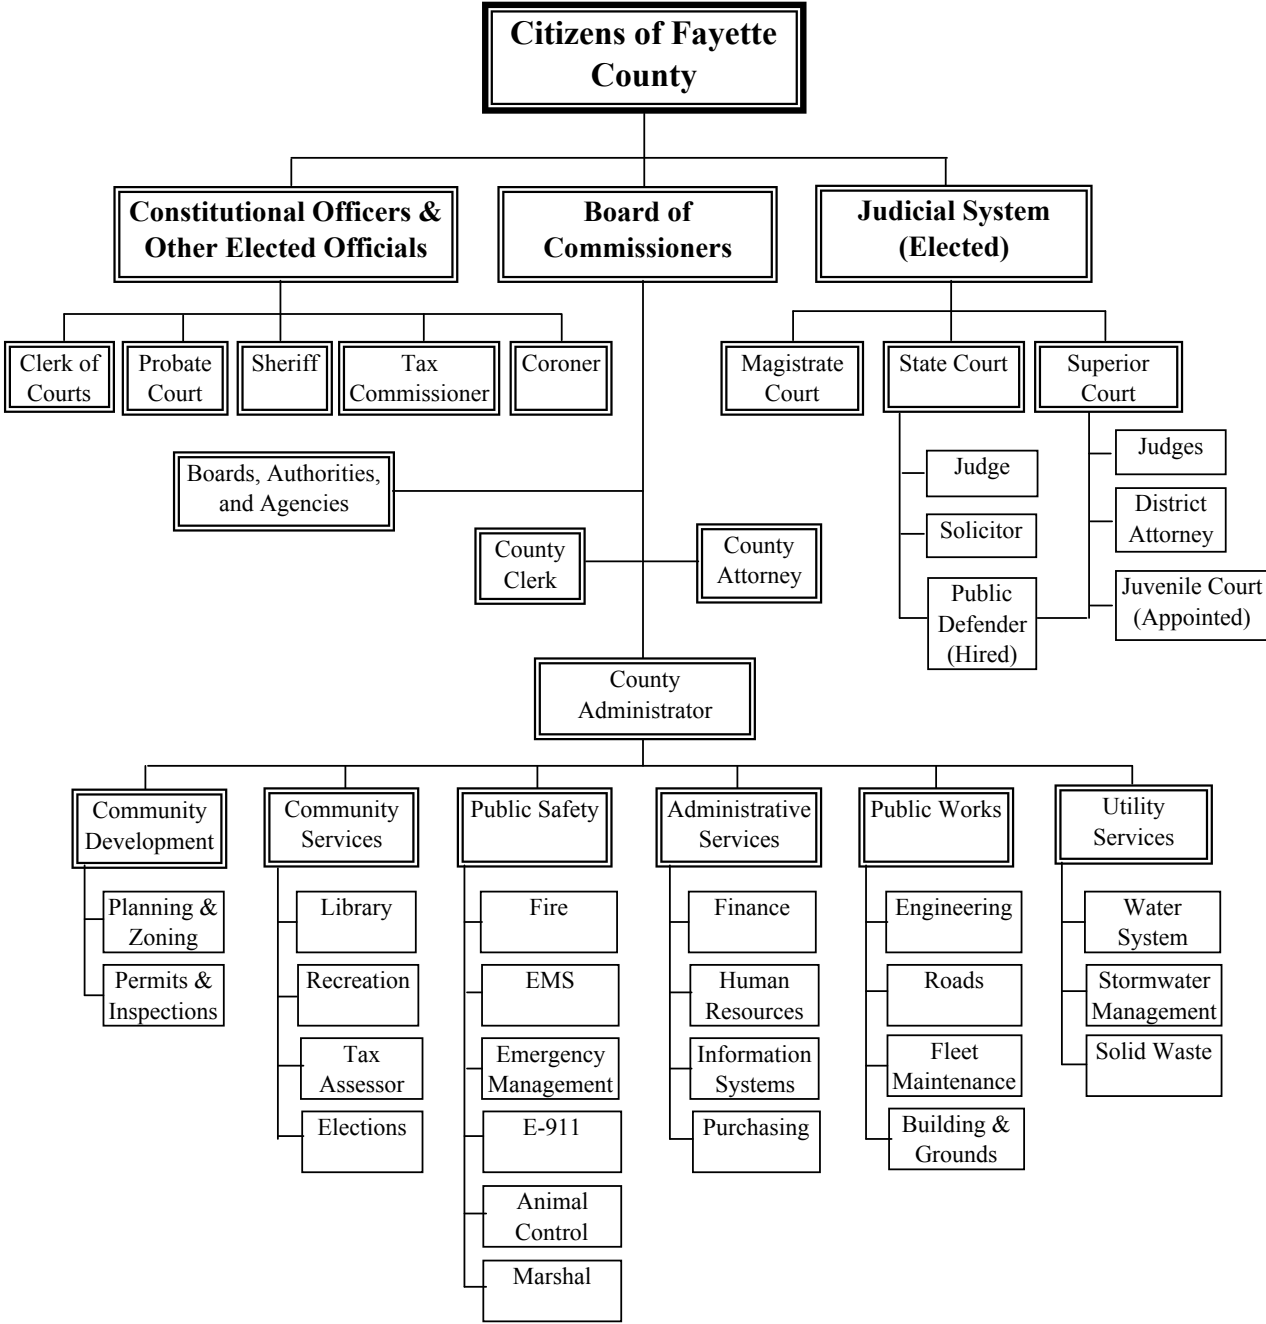 Citizens of Fayette
County
Constitutional Officers &
Other Elected Officials
Board of
Commissioners
Judicial System
(Elected)
Clerk of
Courts
Probate
Court
Sheriff
Tax
Commissioner
Coroner
Magistrate
Court
State Court
Superior
Court
Boards, Authorities,
and Agencies
County
Clerk
County
Attorney
Judge
Solicitor
Public
Defender
(Hired)
Judges
District
Attorney
Juvenile Court
(Appointed)
County
Administrator
Community
Development
Planning &
Zoning
Permits &
Inspections
Community
Services
Library
Recreation
Tax
Assessor
Elections
Public Safety
Fire
EMS
Emergency
Management
E-911
Animal
Control
Marshal
Administrative
Services
Finance
Human
Resources
Information
Systems
Purchasing
Public Works
Engineering
Roads
Fleet
Maintenance
Building &
Grounds
Utility
Services
Water
System
Stormwater
Management
Solid Waste